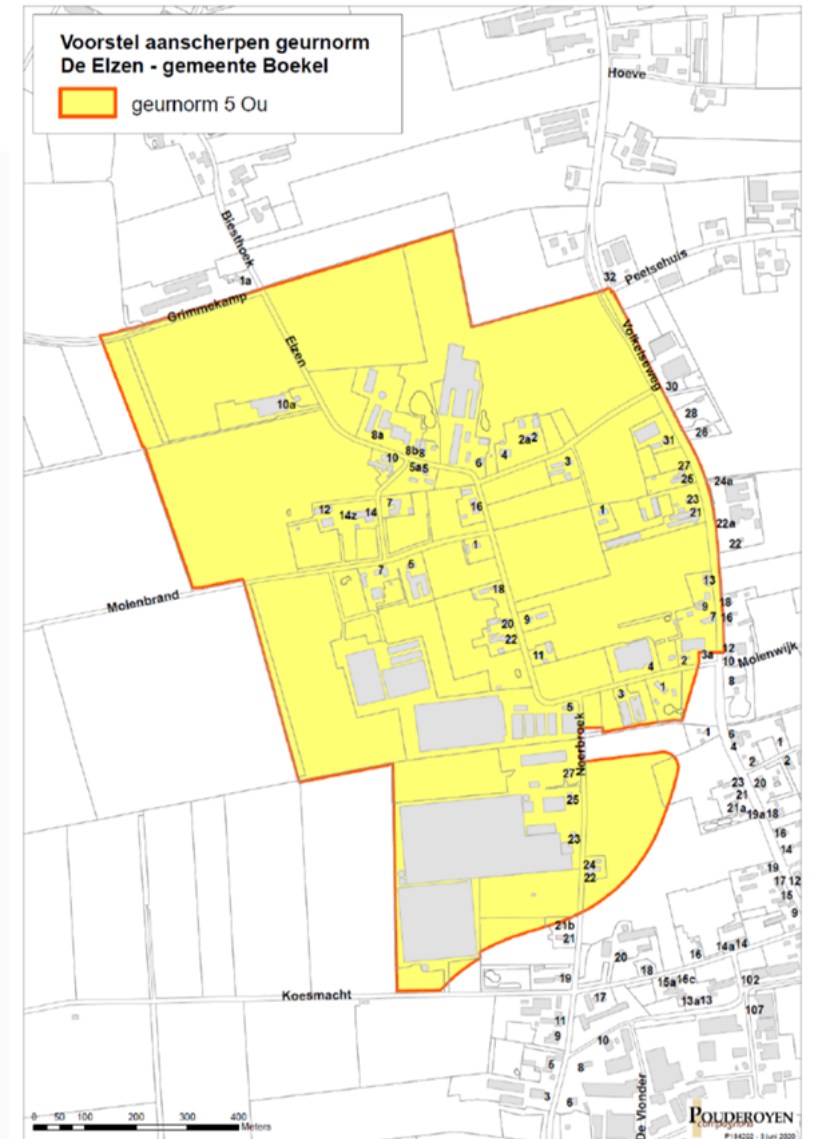 Voorstel aanscherpen geurnorm
De Elzen - gemeente Boekel
geurnorm 5 Ou
Hoeve
Biesthoek
1a
32
Peetsehuis
Grimmekamp
Volkelseweg
Elzen
30
10a
28
26
8a
2a 2
31
8b 8
4
10
5a 5
6
3
27
25
24a
7
16
23
12
14z 14
1
21
22a
1
22
7
6
13
Molenbrand
18
9
18
20
9
7
16
22
11
12
3a
10
Molenwijk
4
2
8
3
1
5
Neerbroek
1
6
4
1
2
2
27
23
20
25
21
21a
19a 18
23
16
14
24
19
22
17 12
15
9
21b
21
14a 14
20
16
18
19
15a 16c
102
Koesmacht
17
13a 13
107
11
9
10
5
8
3
6
De Vlonder
0 50 100 200 300 400
Meters
POUDEROYEN
compagnons